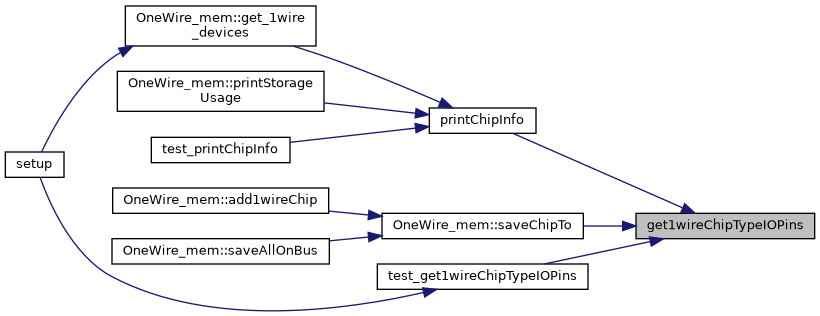 OneWire_mem::get_1wire
_devices
OneWire_mem::printStorage
Usage
printChipInfo
test_printChipInfo
setup
OneWire_mem::add1wireChip
OneWire_mem::saveChipTo
get1wireChipTypeIOPins
OneWire_mem::saveAllOnBus
test_get1wireChipTypeIOPins